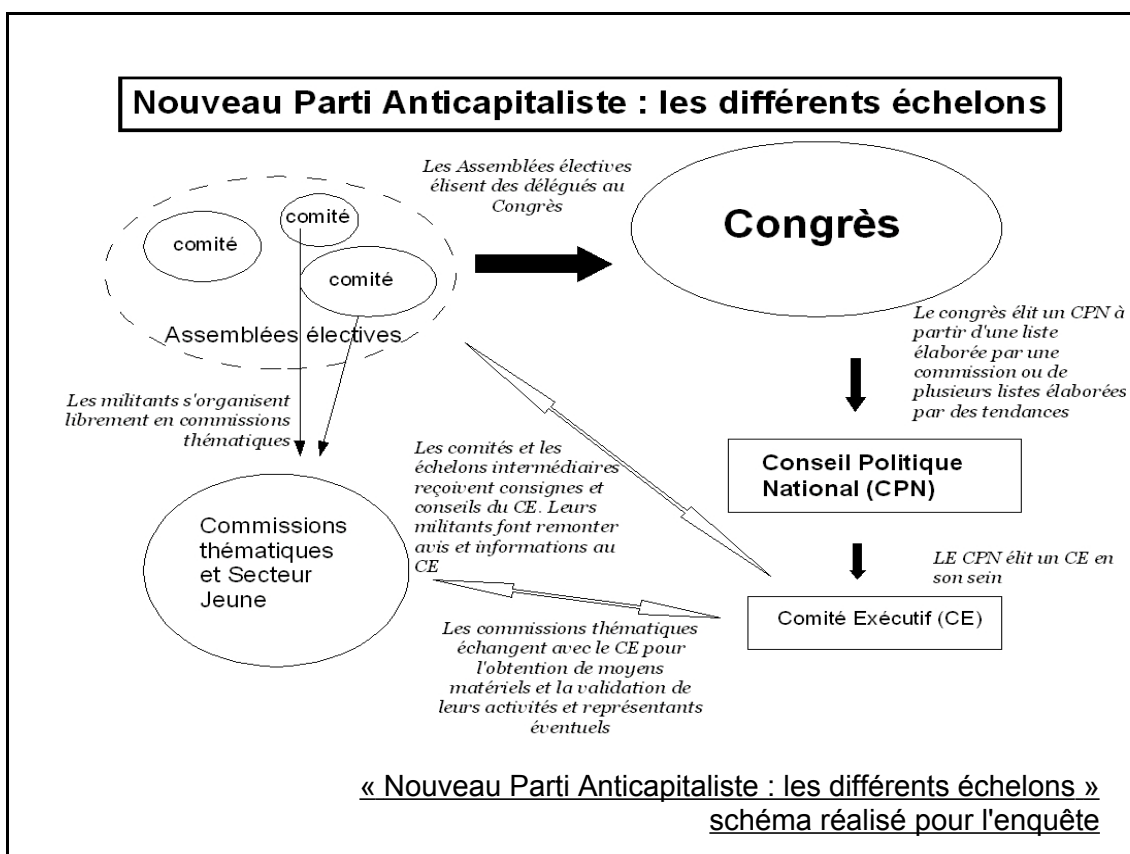 Nouveau Parti Anticapitaliste : les différents échelons
Les Assemblées électives
élisent des délégués au
Congrès
comité
comité
comité
Assemblées électives
Congrès
Le congrès élit un CPN à
partir d'une liste
élaborée par une
commission ou de
plusieurs listes élaborées
par des tendances
Les militants s'organisent
librement en commissions
thématiques
Les comités et les
échelons intermédiaires
reçoivent consignes et
conseils du CE. Leurs
militants font remonter
avis et informations au
CE
Conseil Politique
National (CPN)
Commissions
thématiques
et Secteur
Jeune
LE CPN élit un CE en
son sein
Comité Exécutif (CE)
Les commissions thématiques
échangent avec le CE pour
l'obtention de moyens
matériels et la validation de
leurs activités et représentants
éventuels
« Nouveau Parti Anticapitaliste : les différents échelons »
schéma réalisé pour l'enquête